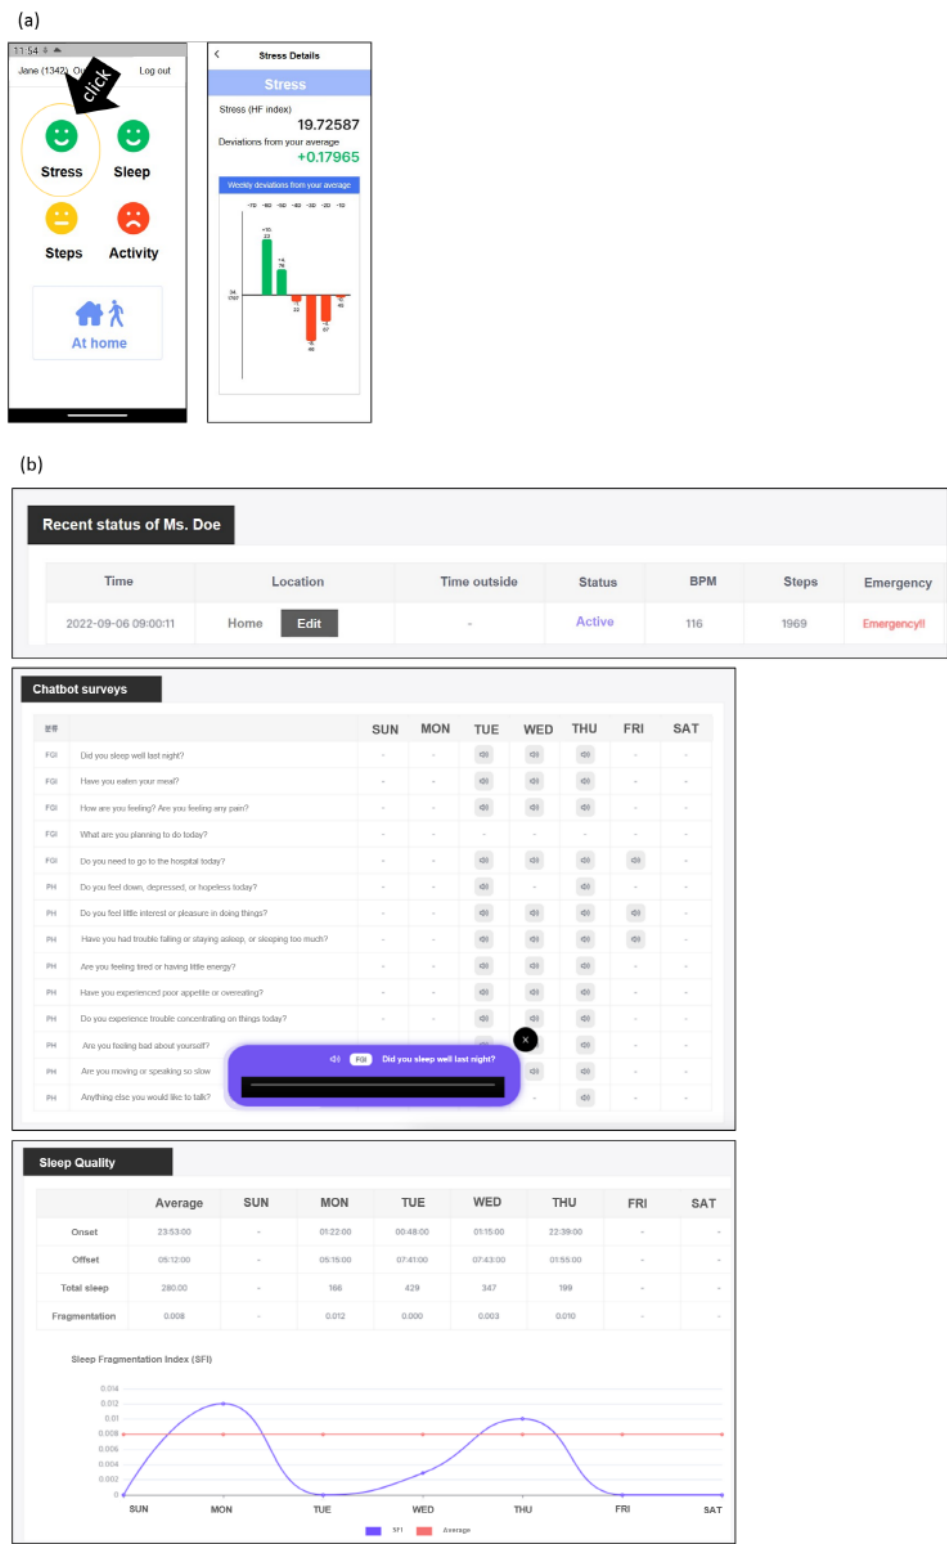 (a)
11:54
Jane (1342), Ou Log out
click
Stress Sleep
Steps Activity
At home
Stress Details
Stress
Stress (HF index)
19.72587
Deviations from your average
+0.17965
Weekly deviations from your average
-70 -60 -50 -40 -30 -20 -10
(b)
Recent status of Ms. Doe
Time Location Time outside Status BPM Steps Emergency
2022-09-06 09:00:11 Home Edit - Active 116 1969 Emergency!!
Chatbot surveys
분류 SUN MON TUE WED THU FRI SAT
FGI Did you sleep well last night? - - - -
FGI Have you eaten your meal? - - - -
FGI How are you feeling? Are you feeling any pain? - - - -
FGI What are you planning to do today? - - - - - - -
FGI Do you need to go to the hospital today? - - -
PH Do you feel down, depressed, or hopeless today? - - - - -
PH Do you feel little interest or pleasure in doing things? - - -
PH Have you had trouble falling or staying asleep, or sleeping too much? - - -
PH Are you feeling tired or having little energy? - - - -
PH Have you experienced poor appetite or overeating? - - - -
PH Do you experience trouble concentrating on things today? - - - -
PH Are you feeling bad about yourself? - -
PH Are you moving or speaking so slow - -
PH Anything else you would like to talk? - - -
FGI Did you sleep well last night?
Sleep Quality
Average SUN MON TUE WED THU FRI SAT
Onset 23:53:00 - 01:22:00 00:48:00 01:15:00 22:39:00 - -
Offset 05:12:00 - 05:15:00 07:41:00 07:43:00 01:55:00 - -
Total sleep 280.00 - 166 429 347 199 - -
Fragmentation 0.008 - 0.012 0.000 0.003 0.010 - -
Sleep Fragmentation Index (SFI)
0.014
0.012
0.01
0.008
0.006
0.004
0.002
0
SUN MON TUE WED THU FRI SAT
SFI Average